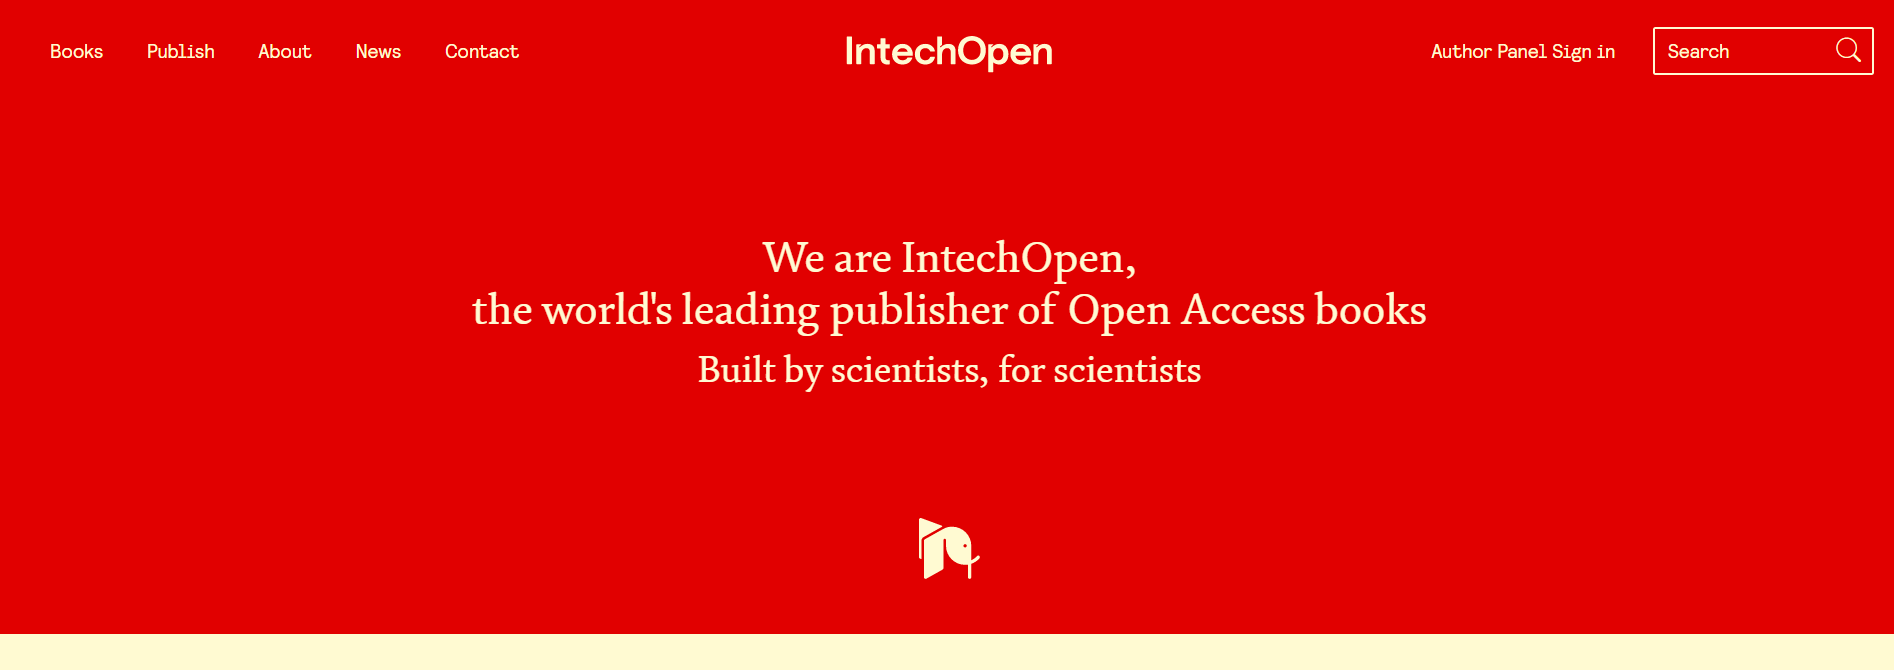 Books Publish About News Contact IntechOpen Author Panel Sign in Search
We are IntechOpen,
the world's leading publisher of Open Access books
Built by scientists, for scientists